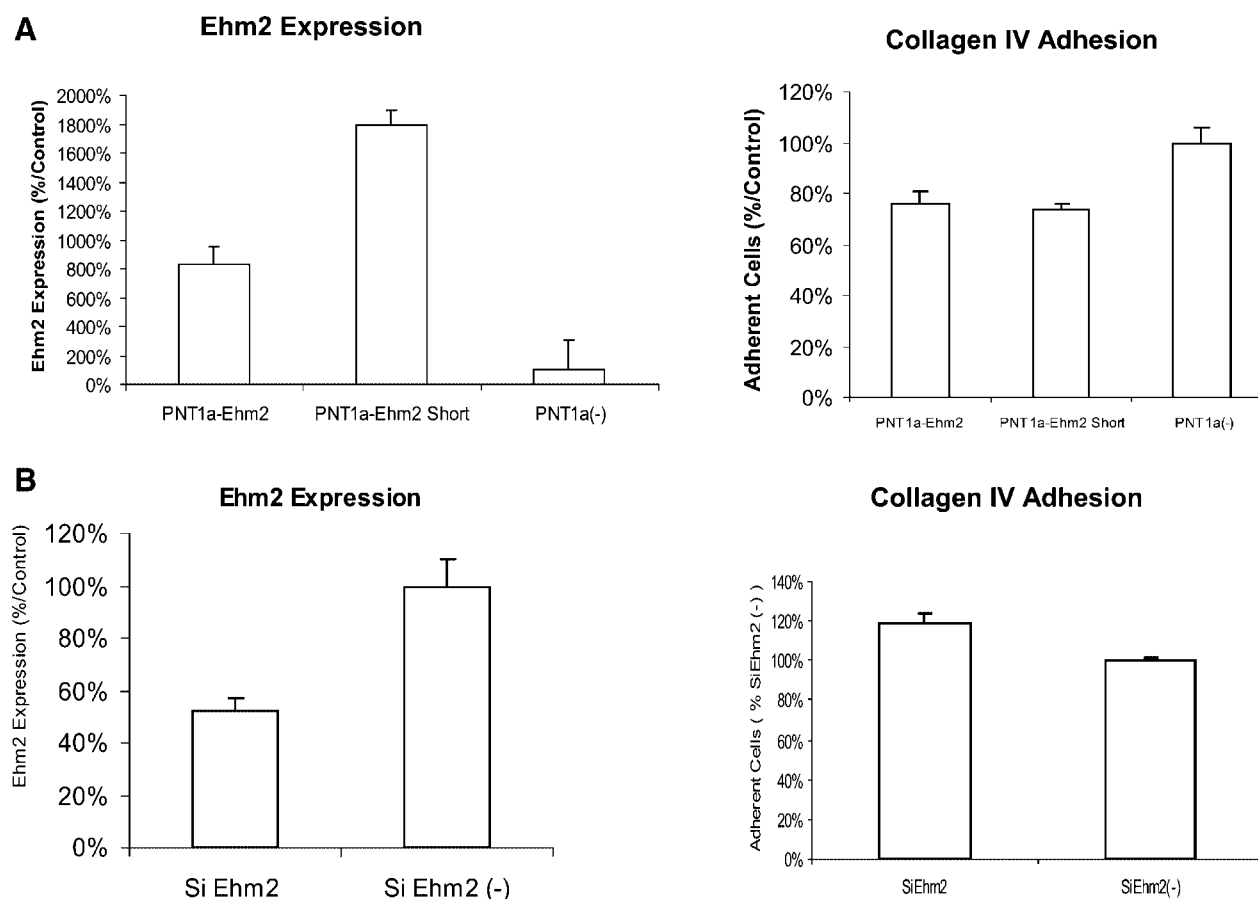 A
Ehm2 Expression
Ehm2 Expression (%/Control)
2000%
1800%
1600%
1400%
1200%
1000%
800%
600%
400%
200%
0%
PNT1a-Ehm2 PNT1a-Ehm2 Short PNT1a(-)
Collagen IV Adhesion
Adherent Cells (%/Control)
120%
100%
80%
60%
40%
20%
0%
PNT1a-Ehm2 PNT1a-Ehm2 Short PNT1a(-)
B
Ehm2 Expression
Ehm2 Expression (%/Control)
120%
100%
80%
60%
40%
20%
0%
Si Ehm2 Si Ehm2 (-)
Collagen IV Adhesion
Adherent Cells ( % SiEhm2 (-) )
140%
120%
100%
80%
60%
40%
20%
0%
SiEhm2 SiEhm2(-)